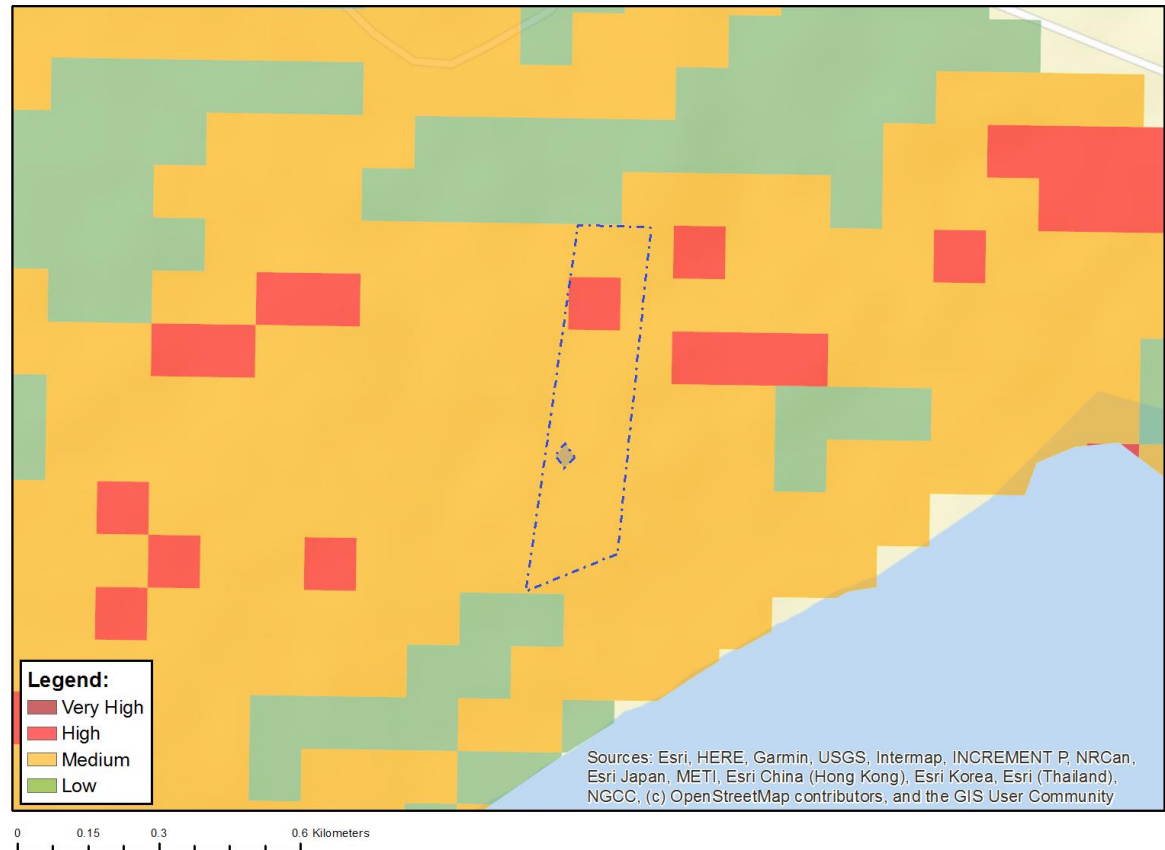 Legend:
Very High
High
Medium
Low
Sources: Esri, HERE, Garmin, USGS, Intermap, INCREMENT P, NRCan,
Esri Japan, METI, Esri China (Hong Kong), Esri Korea, Esri (Thailand),
NGCC, (c) OpenStreetMap contributors, and the GIS User Community
0 0.15 0.3 0.6 Kilometers